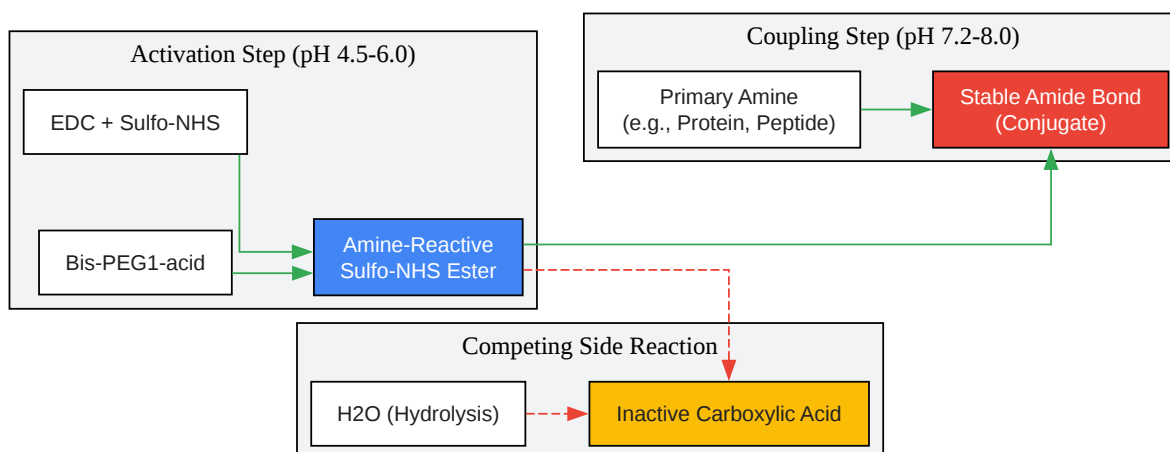 Activation Step (pH 4.5-6.0)
EDC + Sulfo-NHS
Bis-PEG1-acid
Amine-Reactive
Sulfo-NHS Ester
Coupling Step (pH 7.2-8.0)
Primary Amine
(e.g., Protein, Peptide)
Stable Amide Bond
(Conjugate)
Competing Side Reaction
H2O (Hydrolysis)
Inactive Carboxylic Acid